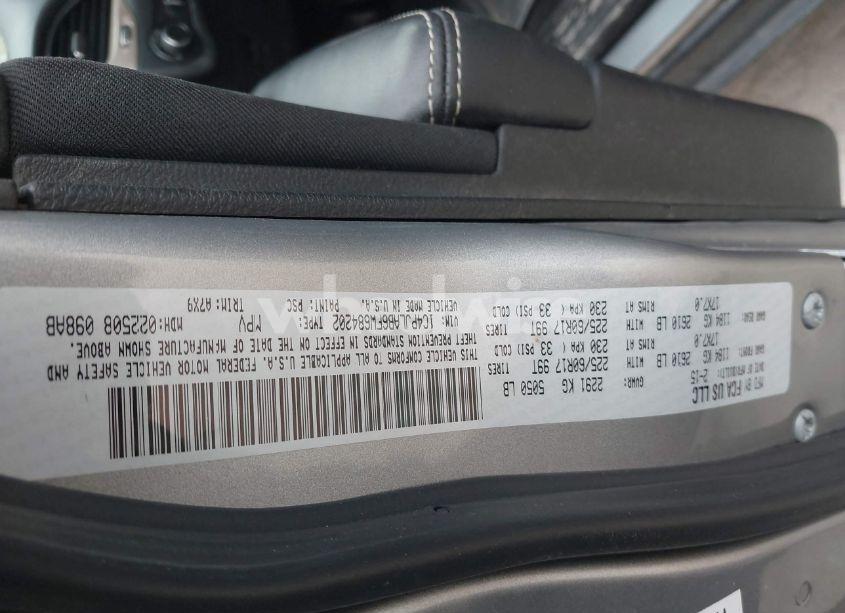 MFD BY: FCA US LLC
DATE OF MFR(BUILT): 2-15
GVWR:
2291 KG 5050 LB
GAWR FRONT: 1184 KG 2610 LB WITH TIRES 225/60R17 99T
17X7.0 RIMS AT 230 KPA ( 33 PSI) COLD
GAWR REAR: 1184 KG 2610 LB WITH TIRES 225/60R17 99T
17X7.0 RIMS AT 230 KPA ( 33 PSI) COLD
THIS VEHICLE CONFORMS TO ALL APPLICABLE U.S.A. FEDERAL MOTOR VEHICLE SAFETY AND
THEFT PREVENTION STANDARDS IN EFFECT ON THE DATE OF MANUFACTURE SHOWN ABOVE.
VIN: 1C4PJLAB6FW684202 TYPE: MPV MDH:022508 098AB
VEHICLE MADE IN U.S.A. PAINT: PSC TRIM: A7X9